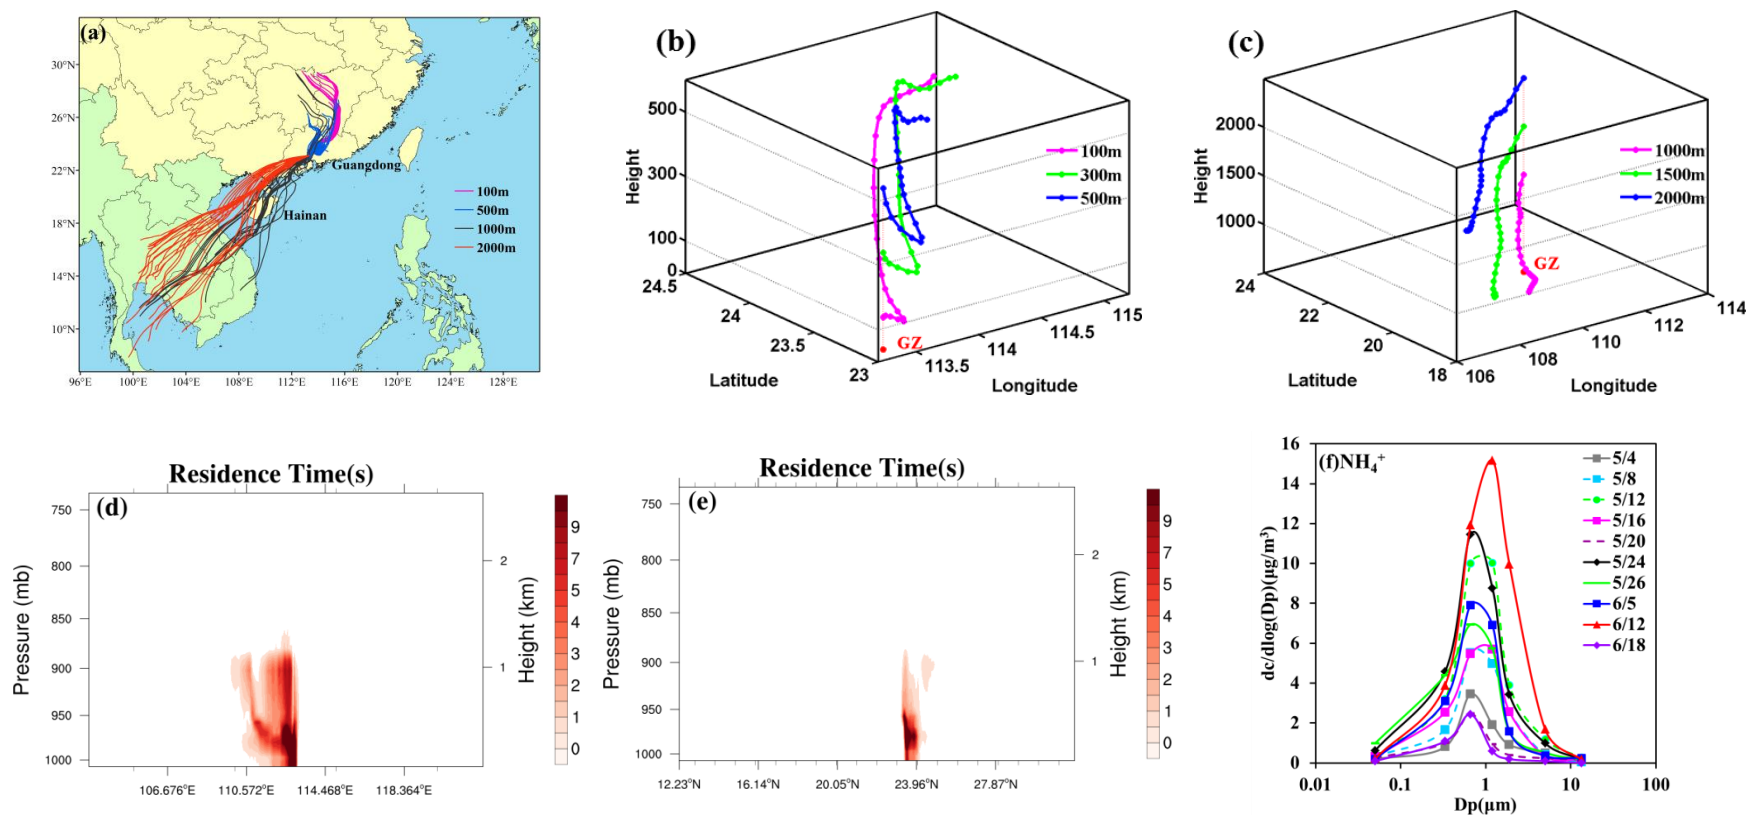 (a)
30°N
26°N
22°N
18°N
14°N
10°N
96°E
100°E
104°E
108°E
112°E
116°E
120°E
124°E
128°E
Guangdong
Hainan
100m
500m
1000m
2000m
(b)
Height
500
300
100
0
24.5
24
23.5
23
Latitude
113.5
114
114.5
115
Longitude
GZ
100m
300m
500m
(c)
Height
2000
1500
1000
24
22
20
18
Latitude
106
108
110
112
114
Longitude
GZ
1000m
1500m
2000m
Residence Time(s)
(d)
Pressure (mb)
750
800
850
900
950
1000
106.676°E
110.572°E
114.468°E
118.364°E
2
1
Height (km)
9
7
5
4
3
2
1
0
Residence Time(s)
(e)
Pressure (mb)
750
800
850
900
950
1000
12.23°N
16.14°N
20.05°N
23.96°N
27.87°N
2
1
Height (km)
9
7
5
4
3
2
1
0
(f)NH₄⁺
dc/dlog(Dp)(μg/m³)
16
14
12
10
8
6
4
2
0
0.01
0.1
1
10
100
Dp(μm)
5/4
5/8
5/12
5/16
5/20
5/24
5/26
6/5
6/12
6/18